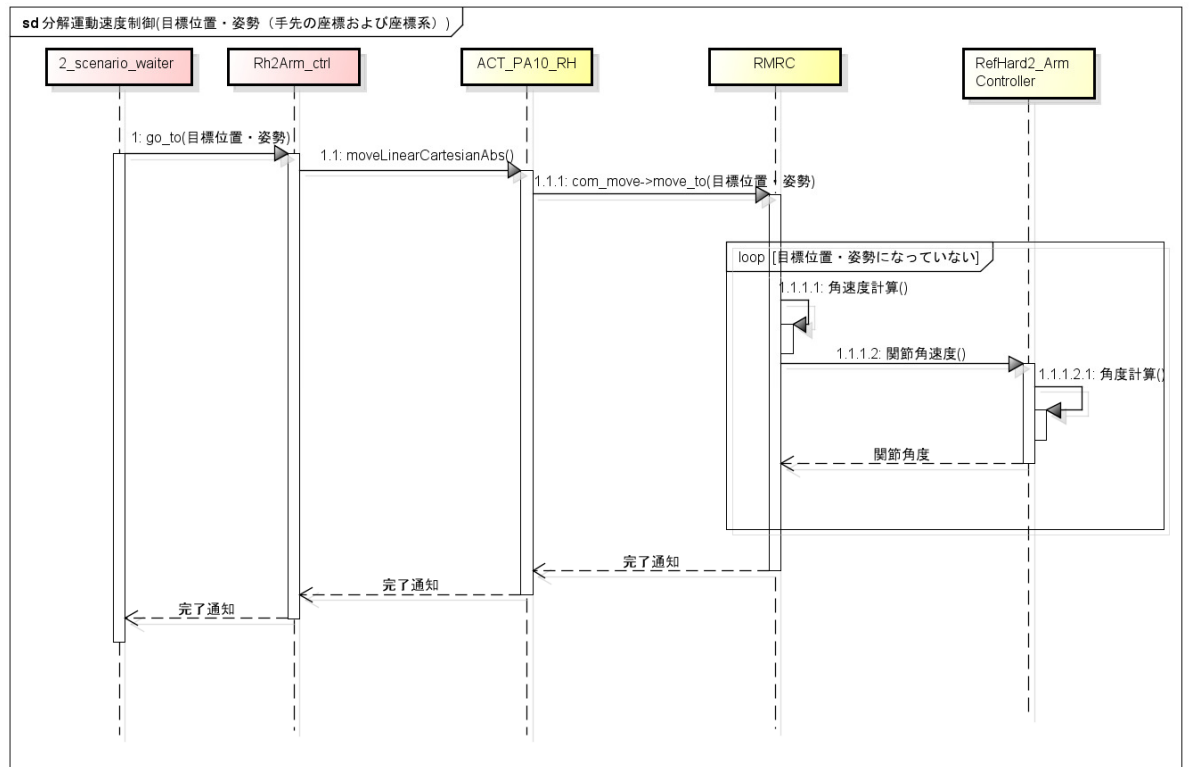 sd 分解運動速度制御(目標位置・姿勢（手先の座標および座標系）)
2_scenario_waiter
Rh2Arm_ctrl
ACT_PA10_RH
RMRC
RefHard2_Arm
Controller
1: go_to(目標位置・姿勢)
1.1: moveLinearCartesianAbs()
1.1.1: com_move->move_to(目標位置・姿勢)
loop [目標位置・姿勢になっていない]
1.1.1.1: 角速度計算()
1.1.1.2: 関節角速度()
1.1.1.2.1: 角度計算()
関節角度
完了通知
完了通知
完了通知